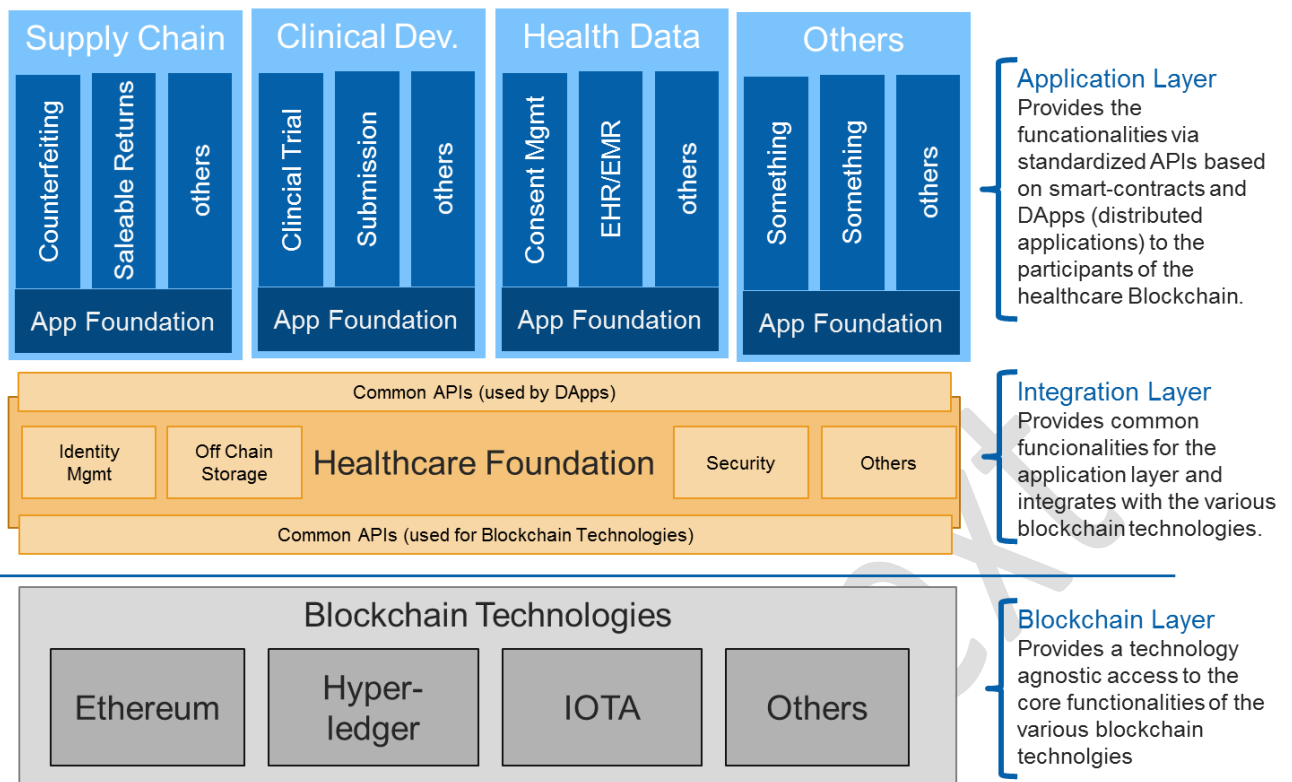 Supply Chain
Counterfeiting
Saleable Returns
others
App Foundation
Clinical Dev.
Clincial Trial
Submission
others
App Foundation
Health Data
Consent Mgmt
EHR/EMR
others
App Foundation
Others
Something
Something
others
App Foundation
Application Layer
Provides the
funcationalities via
standardized APIs based
on smart-contracts and
DApps (distributed
applications) to the
participants of the
healthcare Blockchain.
Common APIs (used by DApps)
Identity
Mgmt
Off Chain
Storage
Healthcare Foundation
Security
Others
Common APIs (used for Blockchain Technologies)
Integration Layer
Provides common
funcionalities for the
application layer and
integrates with the various
blockchain technologies.
Blockchain Technologies
Ethereum
Hyper-
ledger
IOTA
Others
Blockchain Layer
Provides a technology
agnostic access to the
core functionalities of the
various blockchain
technolgies